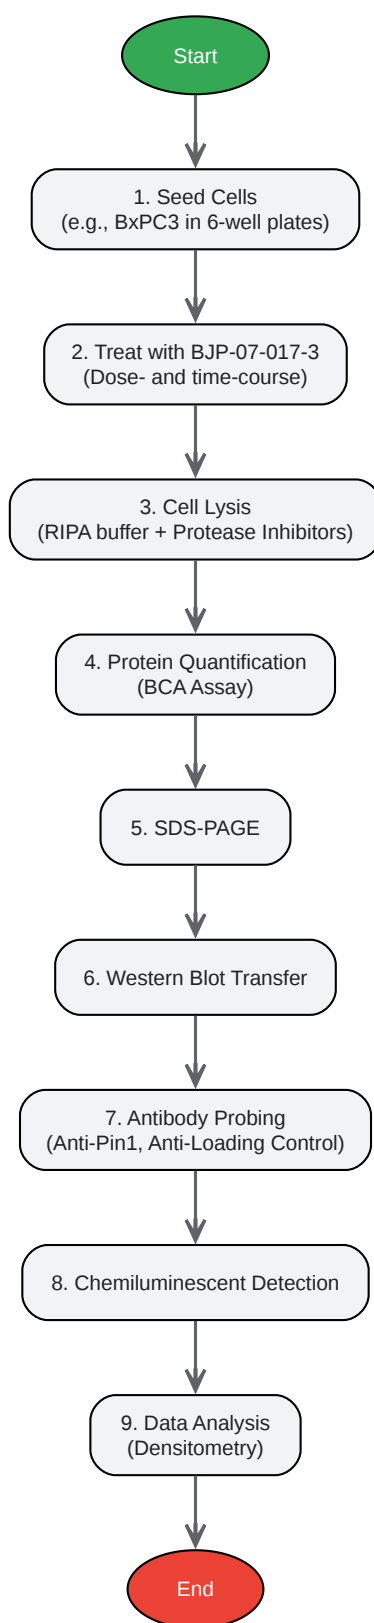 Start
1. Seed Cells
(e.g., BxPC3 in 6-well plates)
2. Treat with BJP-07-017-3
(Dose- and time-course)
3. Cell Lysis
(RIPA buffer + Protease Inhibitors)
4. Protein Quantification
(BCA Assay)
5. SDS-PAGE
6. Western Blot Transfer
7. Antibody Probing
(Anti-Pin1, Anti-Loading Control)
8. Chemiluminescent Detection
9. Data Analysis
(Densitometry)
End